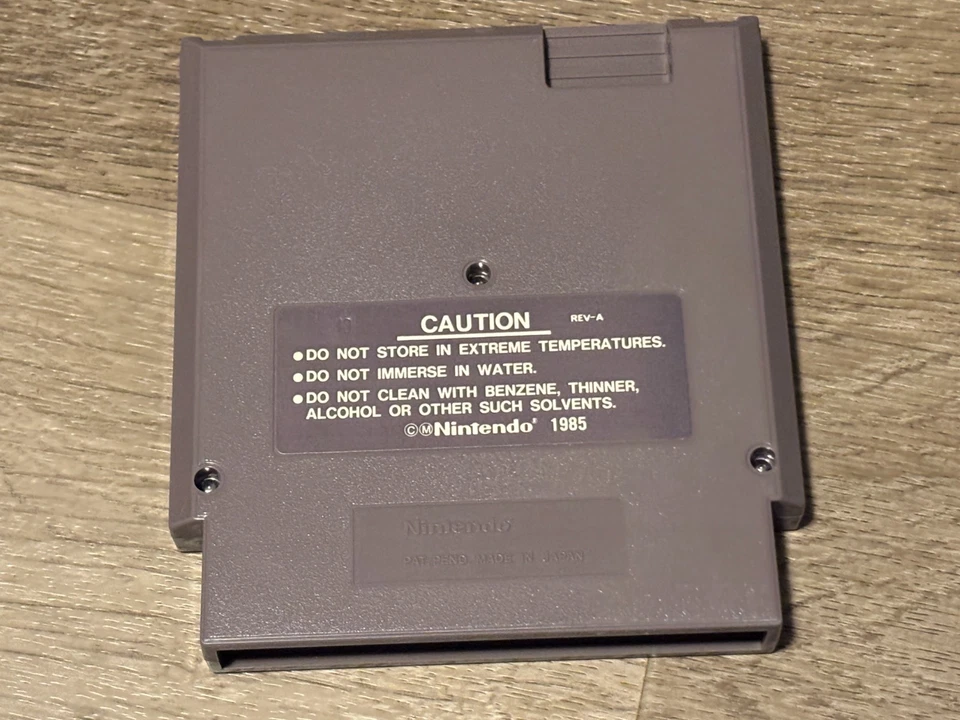 CAUTION REV-A
●DO NOT STORE IN EXTREME TEMPERATURES.
●DO NOT IMMERSE IN WATER.
●DO NOT CLEAN WITH BENZENE, THINNER,
ALCOHOL OR OTHER SUCH SOLVENTS.
©ⓂNintendo® 1985
Nintendo®
PAT. PEND. MADE IN JAPAN